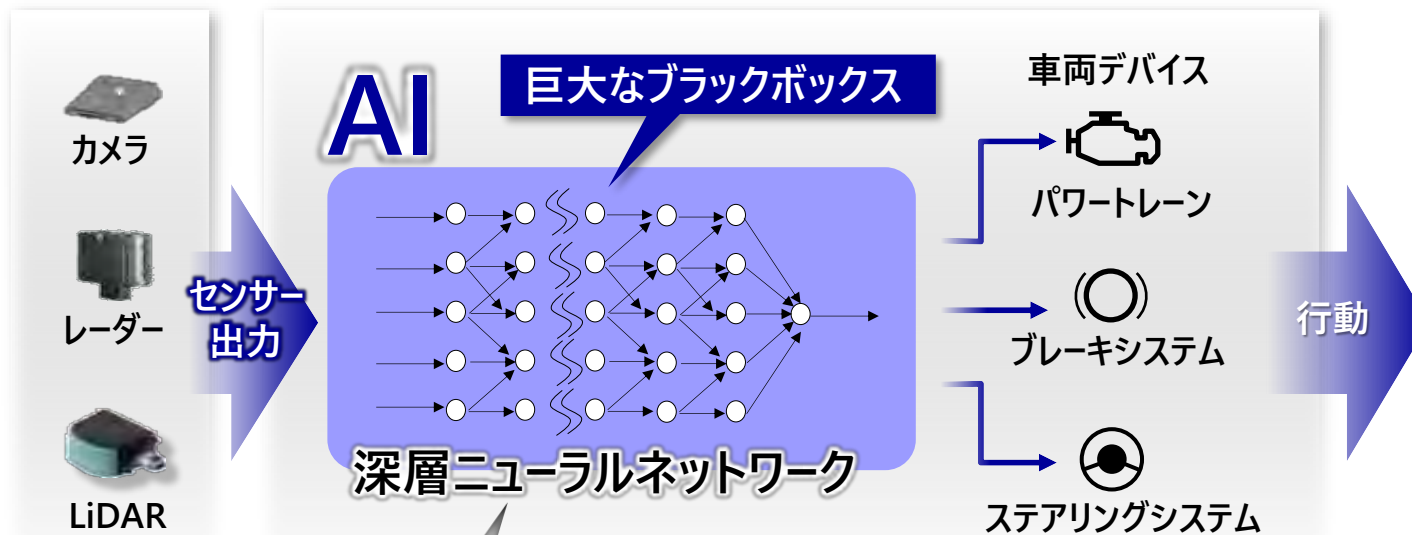 カメラ
レーダー
LiDAR
センサー
出力
AI
巨大なブラックボックス
深層ニューラルネットワーク
車両デバイス
パワートレーン
ブレーキシステム
ステアリングシステム
行動